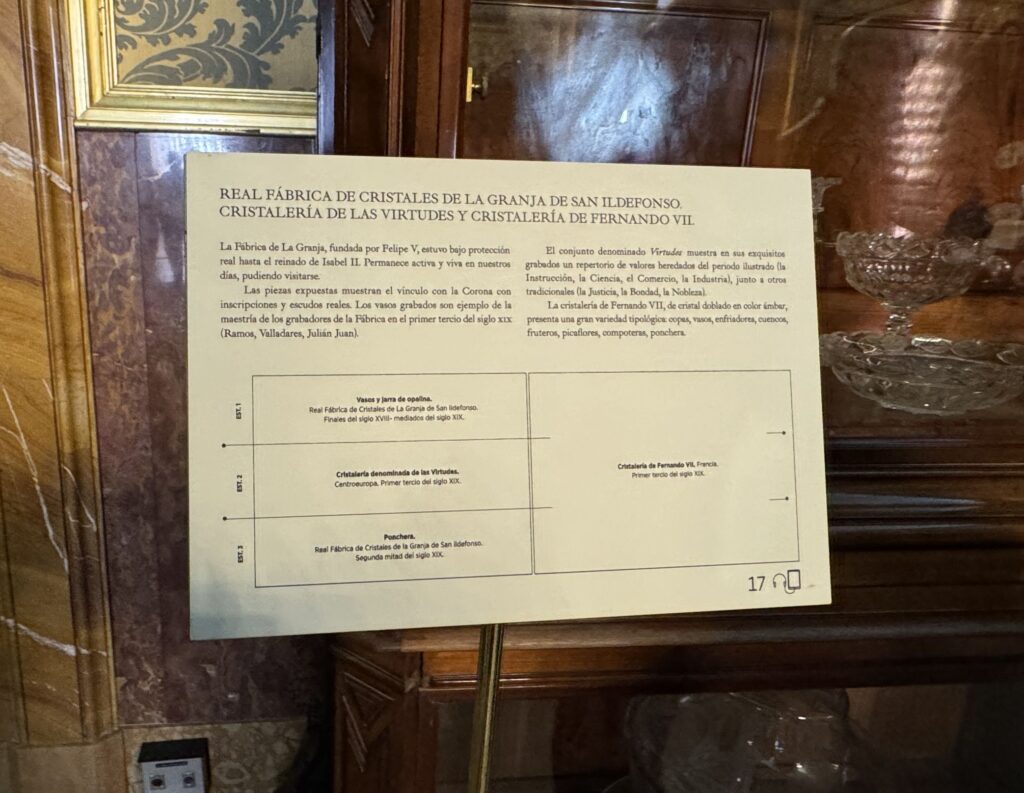 REAL FÁBRICA DE CRISTALES DE LA GRANJA DE SAN ILDEFONSO.
CRISTALERÍA DE LAS VIRTUDES Y CRISTALERÍA DE FERNANDO VII.
La Fábrica de La Granja, fundada por Felipe V, estuvo bajo protección
real hasta el reinado de Isabel II. Permanece activa y viva en nuestros
días, pudiendo visitarse.
Las piezas expuestas muestran el vínculo con la Corona con
inscripciones y escudos reales. Los vasos grabados son ejemplo de la
maestría de los grabadores de la Fábrica en el primer tercio del siglo XIX
(Ramos, Valladares, Julián Juan).
El conjunto denominado Virtudes muestra en sus exquisitos
grabados un repertorio de valores heredados del periodo ilustrado (la
Instrucción, la Ciencia, el Comercio, la Industria), junto a otros
tradicionales (la Justicia, la Bondad, la Nobleza).
La cristalería de Fernando VII, de cristal doblado en color ámbar,
presenta una gran variedad tipológica: copas, vasos, enfriadores, cuencos,
fruteros, picaflores, compoteras, ponchera.
EST. 1
Vasos y jarra de opalina.
Real Fábrica de Cristales de La Granja de San Ildefonso.
Finales del siglo XVIII- mediados del siglo XIX.
EST. 2
Cristalería denominada de las Virtudes.
Centroeuropa. Primer tercio del siglo XIX.
EST. 3
Ponchera.
Real Fábrica de Cristales de la Granja de San Ildefonso.
Segunda mitad del siglo XIX.
Cristalería de Fernando VII. Francia.
Primer tercio del siglo XIX.
17